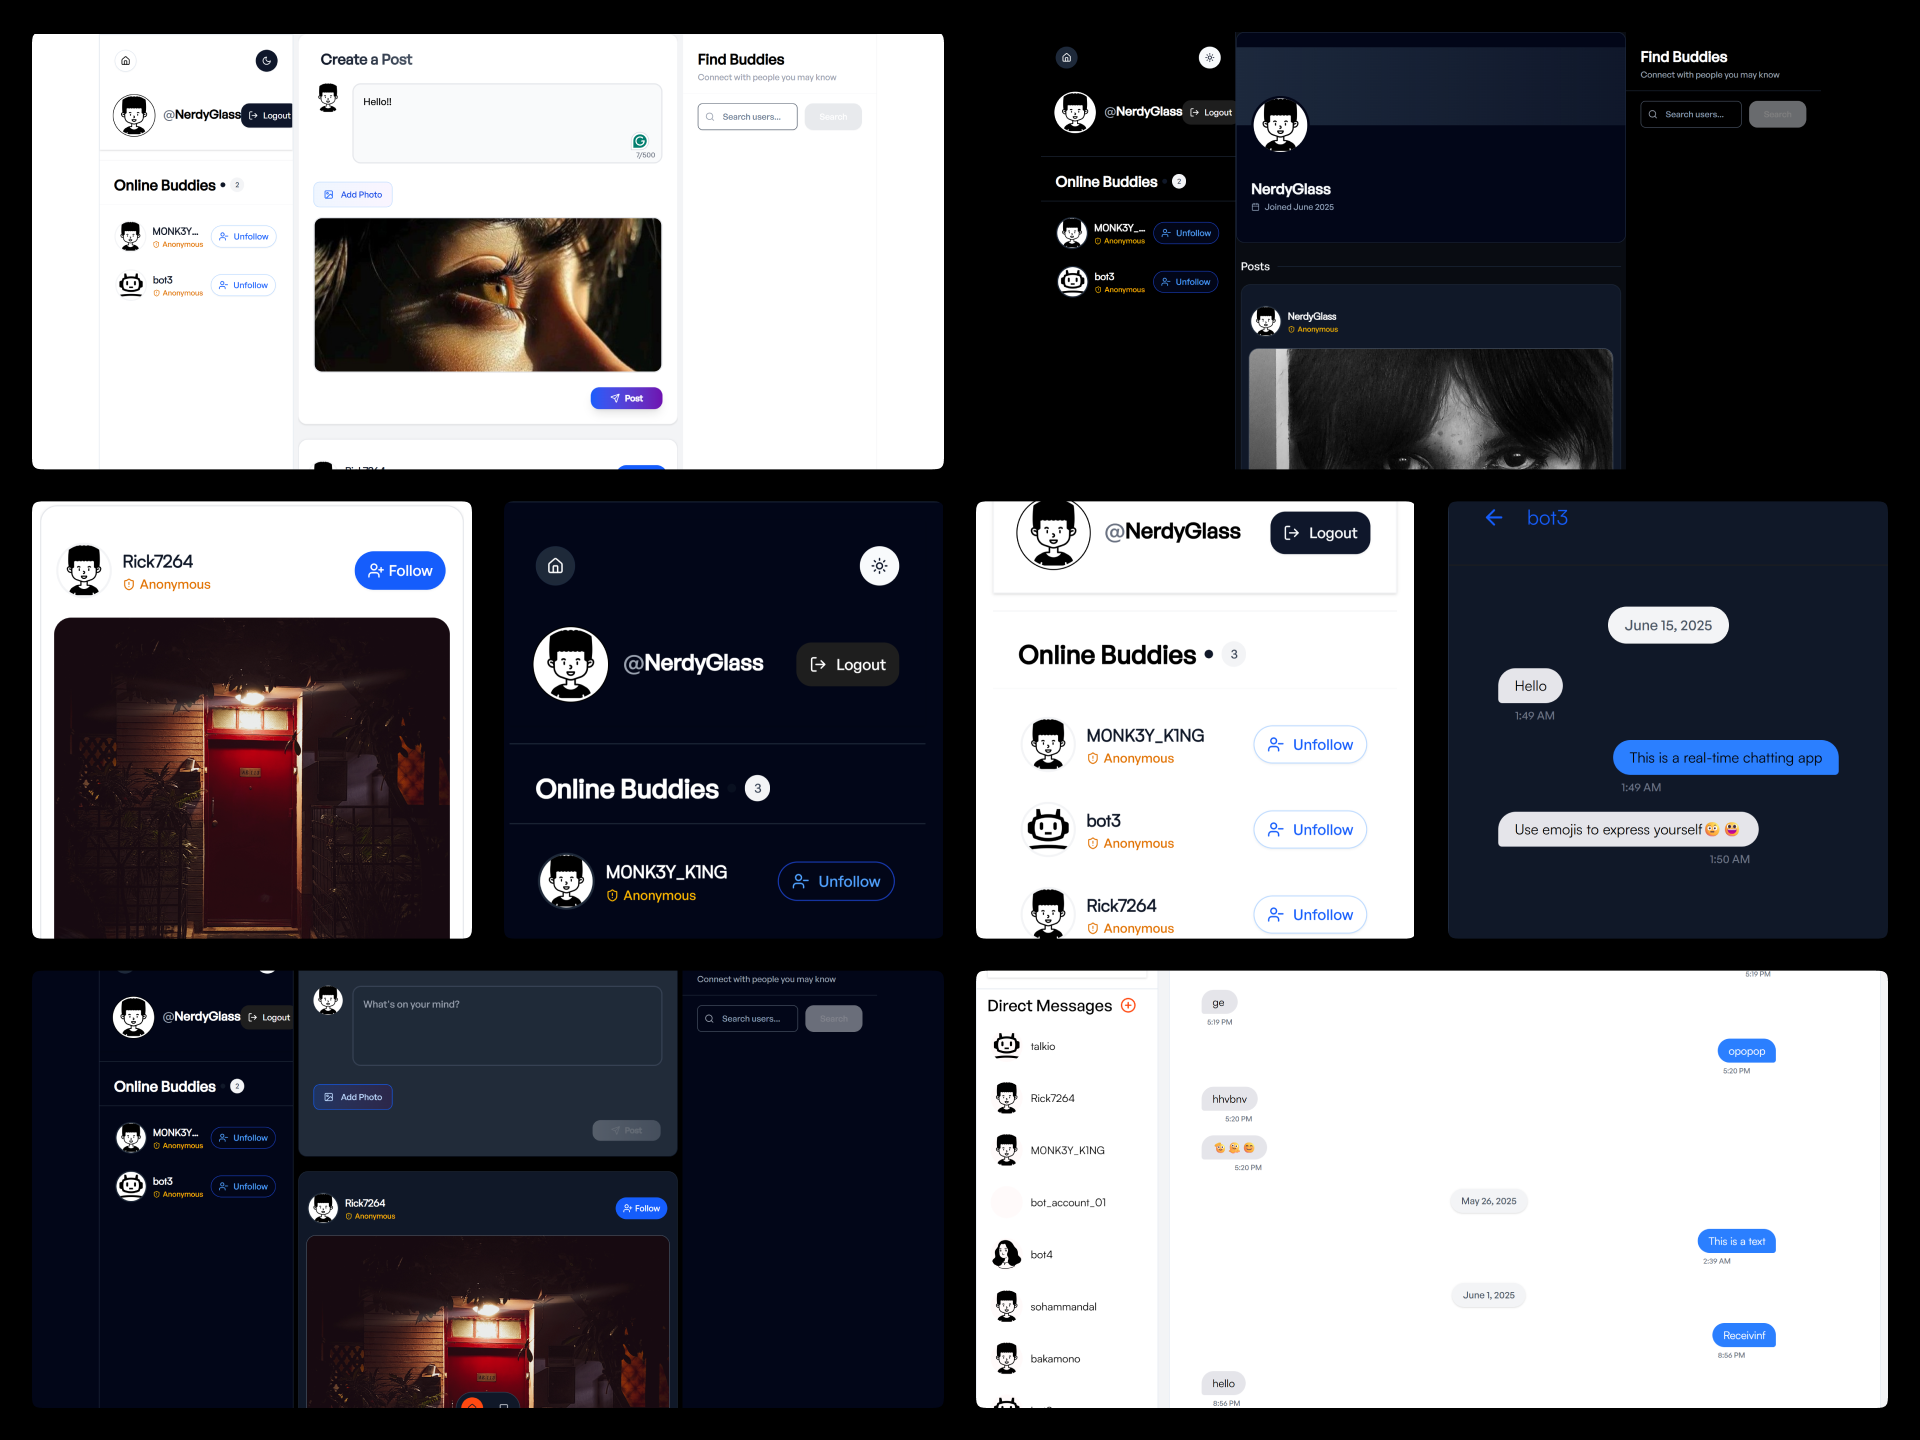 Create a Post
Find Buddies
Connect with people you may know
@NerdyGlass
Logout
Hello!!
Search users...
Search
7/500
Online Buddies
2
Add Photo
M0NK3Y_...
Anonymous
Unfollow
bot3
Anonymous
Unfollow
Post
Find Buddies
Connect with people you may know
@NerdyGlass
Logout
Search users...
Search
Online Buddies
2
NerdyGlass
Joined June 2025
M0NK3Y_...
Anonymous
Unfollow
bot3
Anonymous
Unfollow
Posts
NerdyGlass
Anonymous
Rick7264
Anonymous
Follow
@NerdyGlass
Logout
Online Buddies
3
M0NK3Y_K1NG
Anonymous
Unfollow
@NerdyGlass
Logout
Online Buddies
3
M0NK3Y_K1NG
Anonymous
Unfollow
bot3
Anonymous
Unfollow
Rick7264
Anonymous
Unfollow
bot3
June 15, 2025
Hello
1:49 AM
This is a real-time chatting app
1:49 AM
Use emojis to express yourself
1:50 AM
Connect with people you may know
@NerdyGlass
Logout
What's on your mind?
Search users...
Search
Online Buddies
2
Add Photo
Post
M0NK3Y_...
Anonymous
Unfollow
bot3
Anonymous
Unfollow
Rick7264
Anonymous
Follow
Direct Messages
talkio
Rick7264
M0NK3Y_K1NG
bot_account_01
bot4
sohammandal
bakamono
5:19 PM
ge
5:19 PM
opopop
5:20 PM
hhvbnv
5:20 PM
5:20 PM
May 26, 2025
This is a text
2:39 AM
June 1, 2025
Receivinf
8:56 PM
hello
8:56 PM